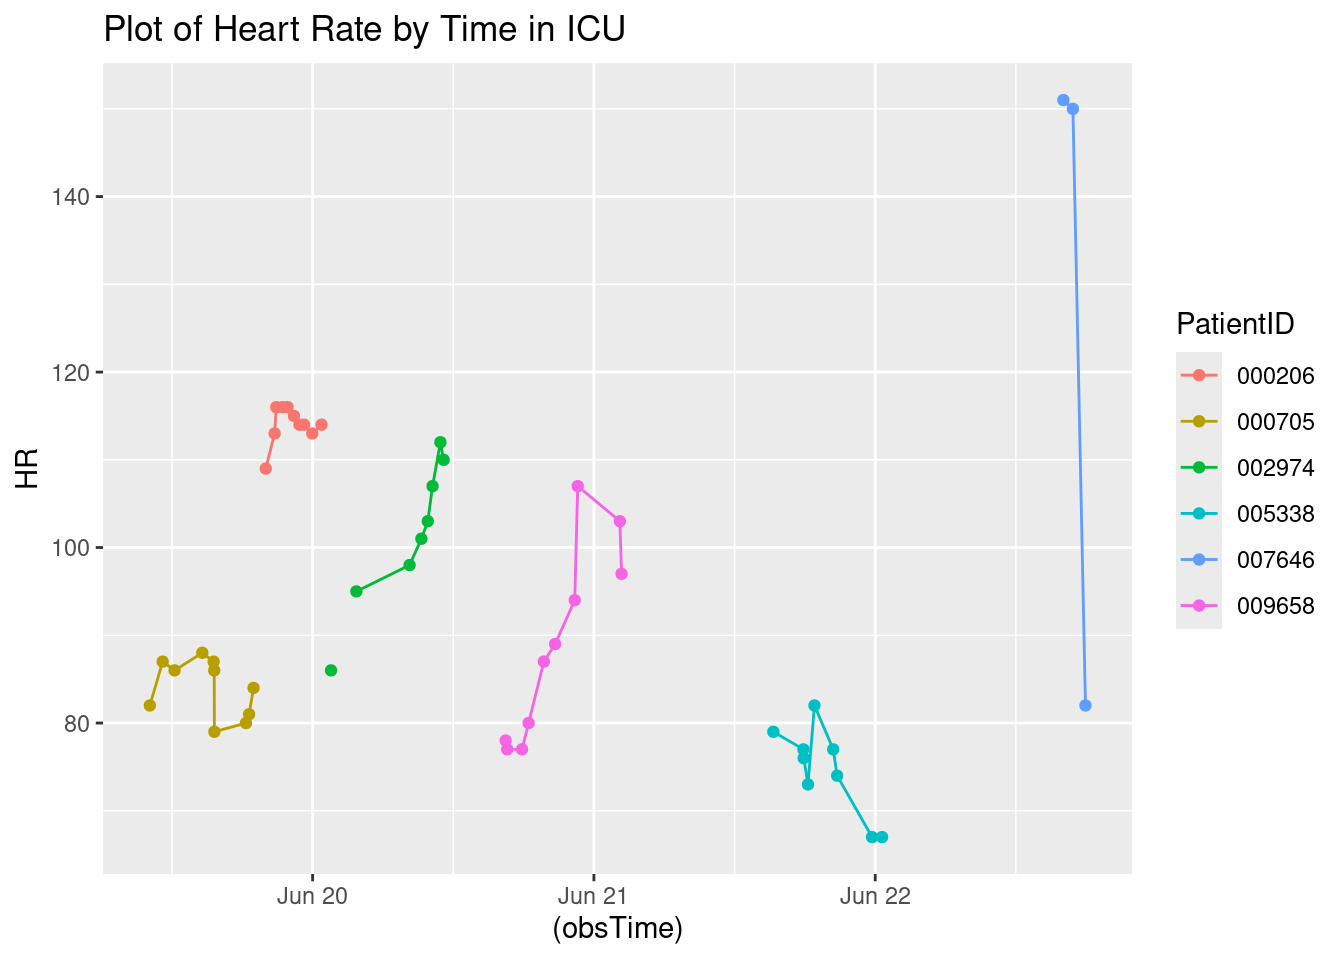 Plot of Heart Rate by Time in ICU
HR
140
120
100
80
Jun 20
Jun 21
Jun 22
(obsTime)
PatientID
000206
000705
002974
005338
007646
009658